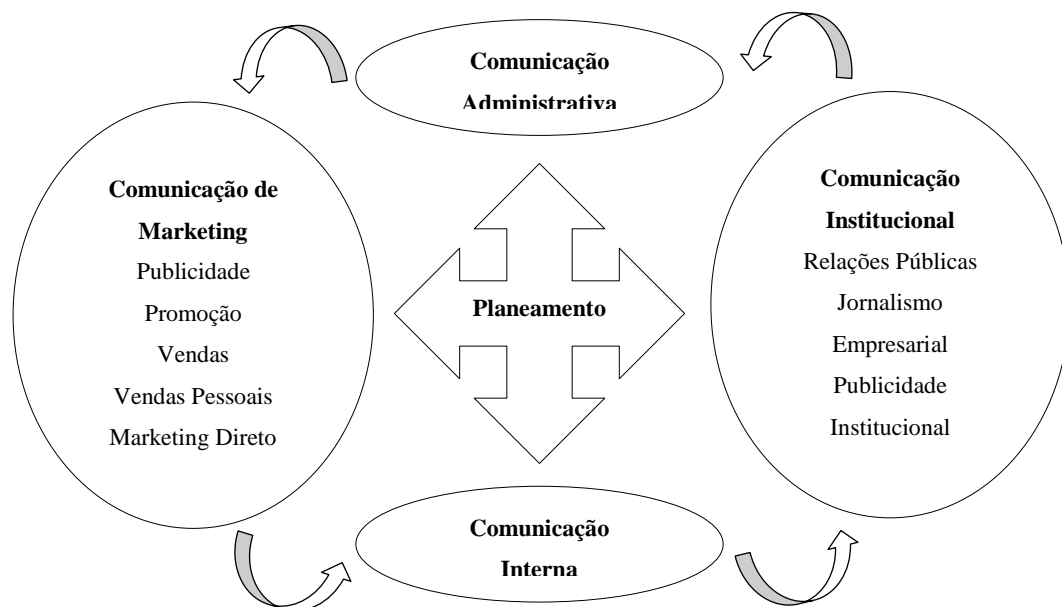 Comunicação
Administrativa
Comunicação de
Marketing
Publicidade
Promoção
Vendas
Vendas Pessoais
Marketing Direto
Planeamento
Comunicação
Institucional
Relações Públicas
Jornalismo
Empresarial
Publicidade
Institucional
Comunicação
Interna